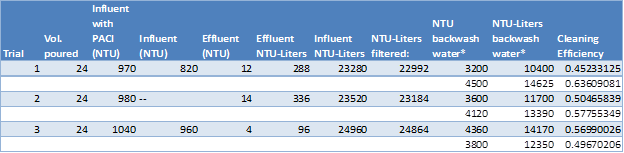 Influent
with NTU NTU-Liters
Vol. PACl Influent Effluent Effluent Influent NTU-Liters backwash backwash Cleaning
Trial poured (NTU) (NTU) (NTU) NTU-Liters NTU-Liters filtered: water* water* Efficiency
1 24 970 820 12 288 23280 22992 3200 10400 0.45233125
4500 14625 0.63609081
2 24 980 -- 14 336 23520 23184 3600 11700 0.50465839
4120 13390 0.57755349
3 24 1040 960 4 96 24960 24864 4360 14170 0.56990026
3800 12350 0.49670206